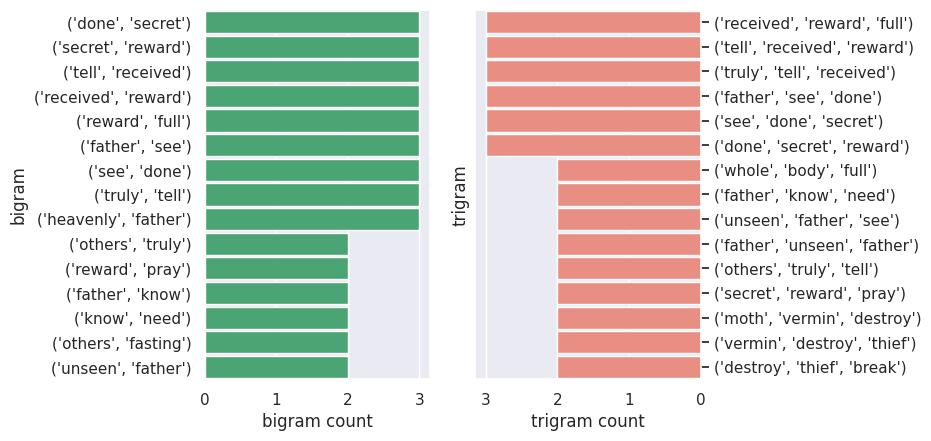 ('done', 'secret')
('secret', 'reward')
('tell', 'received')
('received', 'reward')
('reward', 'full')
('father', 'see')
('see', 'done')
('truly', 'tell')
('heavenly', 'father')
('others', 'truly')
('reward', 'pray')
('father', 'know')
('know', 'need')
('others', 'fasting')
('unseen', 'father')
bigram
0 1 2 3
bigram count
('received', 'reward', 'full')
('tell', 'received', 'reward')
('truly', 'tell', 'received')
('father', 'see', 'done')
('see', 'done', 'secret')
('done', 'secret', 'reward')
('whole', 'body', 'full')
('father', 'know', 'need')
('unseen', 'father', 'see')
('father', 'unseen', 'father')
('others', 'truly', 'tell')
('secret', 'reward', 'pray')
('moth', 'vermin', 'destroy')
('vermin', 'destroy', 'thief')
('destroy', 'thief', 'break')
trigram
3 2 1 0
trigram count